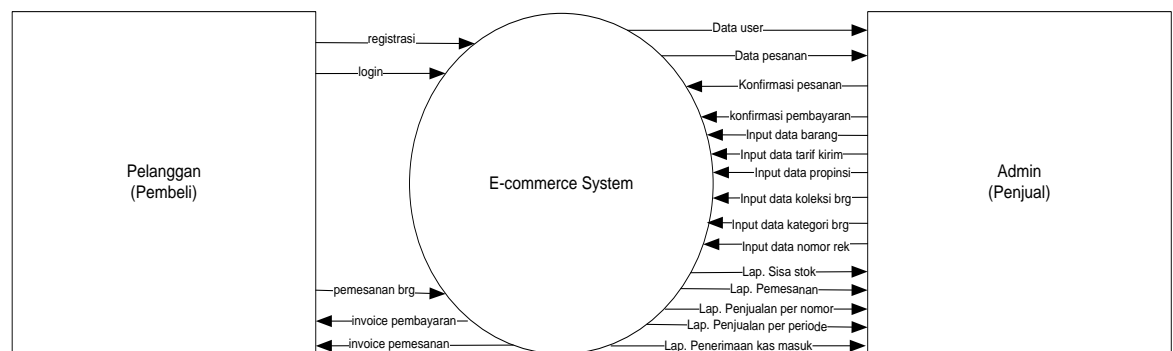 registrasi
login
Pelanggan
(Pembeli)
pemesanan brg
invoice pembayaran
invoice pemesanan
E-commerce System
Data user
Data pesanan
Konfirmasi pesanan
konfirmasi pembayaran
Input data barang
Input data tarif kirim
Input data propinsi
Input data koleksi brg
Input data kategori brg
Input data nomor rek
Lap. Sisa stok
Lap. Pemesanan
Lap. Penjualan per nomor
Lap. Penjualan per periode
Lap. Penerimaan kas masuk
Admin
(Penjual)